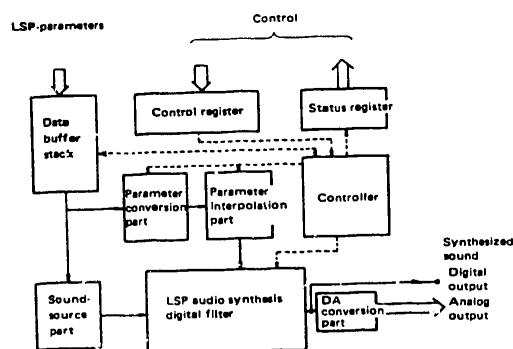 LSP-parameters
Control
Data
buffer
stack
Control register
Status register
Parameter
conversion
part
Parameter
Interpolation
part
Controller
Synthesized
sound
Digital
output
Analog
output
Sound-
source
part
LSP audio synthesis
digital filter
DA
conversion
part